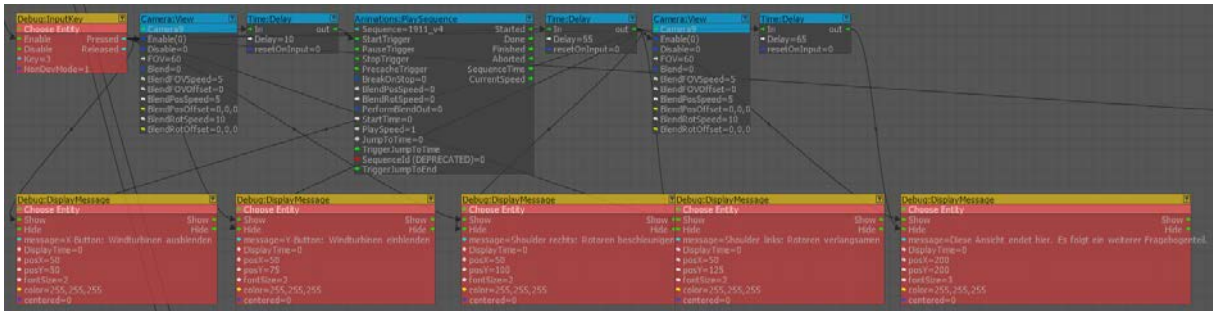 Debug:InputKey
Choose Entity
Enable Pressed
Disable Released
Key=3
NonDevMode=1
Camera:View
Camera9
Enable(0)
Disable=0
FOV=60
Blend=0
BlendFOVSpeed=5
BlendFOVOffset=0
BlendPosSpeed=5
BlendPosOffset=0,0,0
BlendRotSpeed=10
BlendRotOffset=0,0,0
Time:Delay
In out
Delay=10
resetOnInput=0
Animations:PlaySequence
Sequence=1911_v4 Started
StartTrigger Done
PauseTrigger Finished
StopTrigger Aborted
PrecacheTrigger SequenceTime
BreakOnStop=0 CurrentSpeed
BlendPosSpeed=0
BlendRotSpeed=0
PerformBlendOut=0
StartTime=0
PlaySpeed=1
JumpToTime=0
TriggerJumpToTime
SequenceId (DEPRECATED)=0
TriggerJumpToEnd
Time:Delay
In out
Delay=55
resetOnInput=0
Camera:View
Camera9
Enable(0)
Disable=0
FOV=60
Blend=0
BlendFOVSpeed=5
BlendFOVOffset=0
BlendPosSpeed=5
BlendPosOffset=0,0,0
BlendRotSpeed=10
BlendRotOffset=0,0,0
Time:Delay
In out
Delay=65
resetOnInput=0
Debug:DisplayMessage
Choose Entity
Show Show
Hide Hide
message=X-Button: Windturbinen ausblenden
DisplayTime=0
posX=50
posY=50
fontSize=2
color=255,255,255
centered=0
Debug:DisplayMessage
Choose Entity
Show Show
Hide Hide
message=Y-Button: Windturbinen einblenden
DisplayTime=0
posX=50
posY=75
fontSize=2
color=255,255,255
centered=0
Debug:DisplayMessage
Choose Entity
Show Show
Hide Hide
message=Shoulder rechts: Rotoren beschleunigen
DisplayTime=0
posX=50
posY=100
fontSize=2
color=255,255,255
centered=0
Debug:DisplayMessage
Choose Entity
Show Show
Hide Hide
message=Shoulder links: Rotoren verlangsamen
DisplayTime=0
posX=50
posY=125
fontSize=2
color=255,255,255
centered=0
Debug:DisplayMessage
Choose Entity
Show Show
Hide Hide
message=Diese Ansicht endet hier. Es folgt ein weiterer Fragebogenteil.
DisplayTime=0
posX=200
posY=200
fontSize=3
color=255,255,255
centered=0